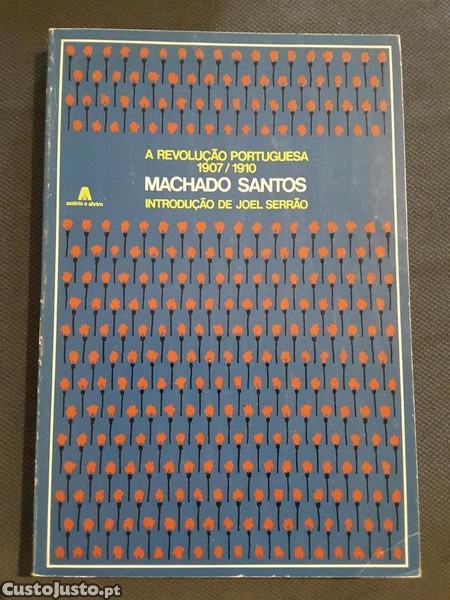 A REVOLUÇÃO PORTUGUESA
1907/1910
MACHADO SANTOS
INTRODUÇÃO DE JOEL SERRÃO
assírio e alvim
CustoJusto.pt